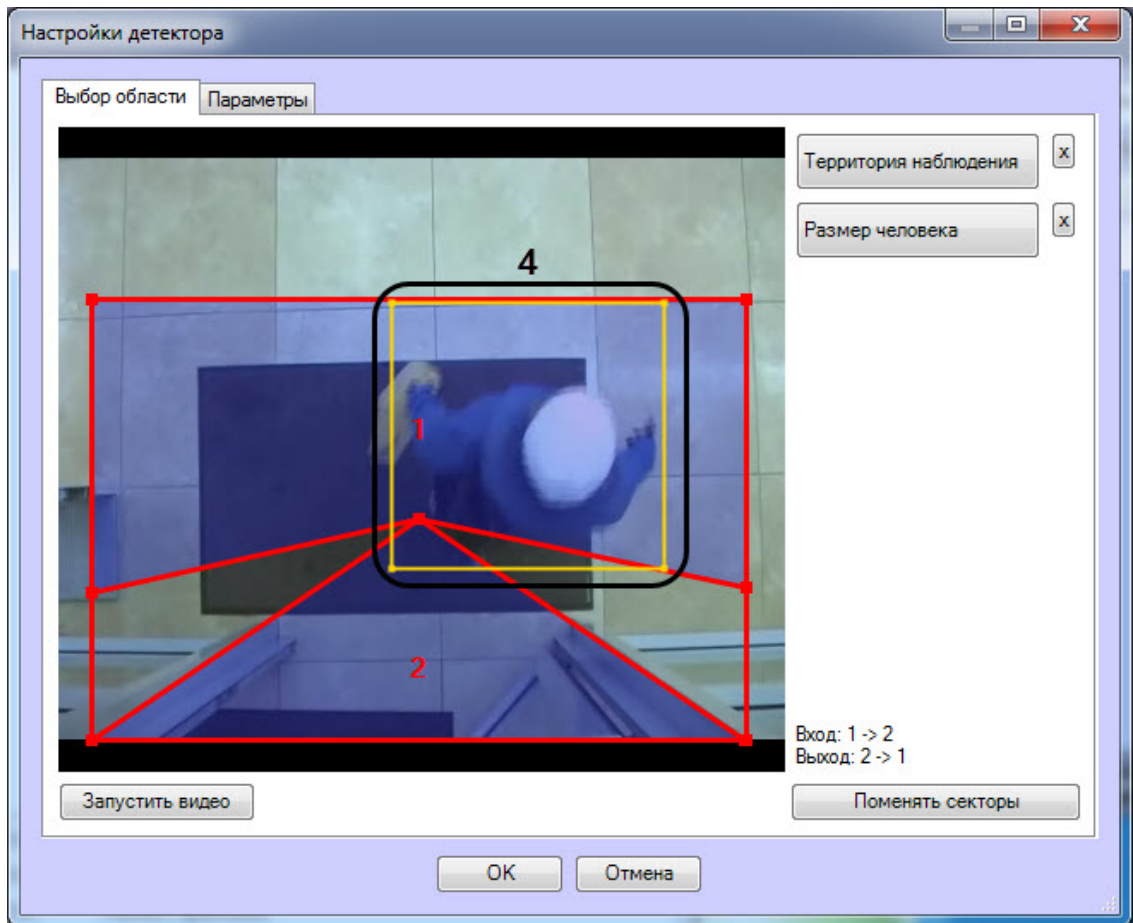 Настройки детектора
Выбор области
Параметры
Территория наблюдения
x
Размер человека
x
4
1
2
Вход: 1 -> 2
Выход: 2 -> 1
Запустить видео
Поменять секторы
OK
Отмена